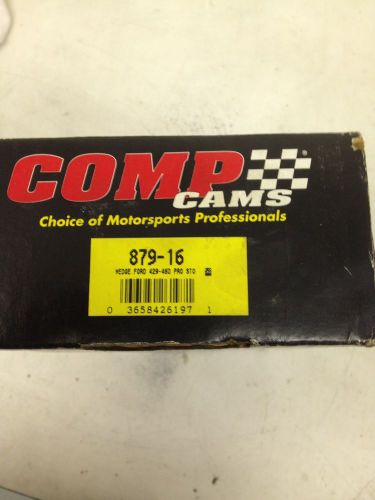 COMP
CAMS
®
Choice of Motorsports Professionals
879-16
WEDGE FORD 429-460 PRO STO
0 3658426197 1